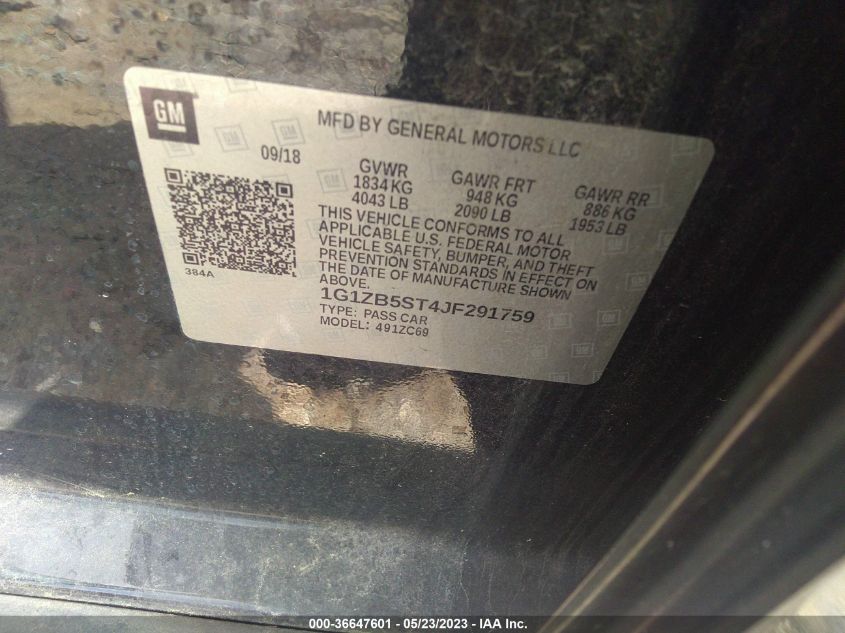 GM
MFD BY GENERAL MOTORS LLC
09/18
GVWR
1834 KG
4043 LB
GAWR FRT
948 KG
2090 LB
GAWR RR
886 KG
1953 LB
THIS VEHICLE CONFORMS TO ALL
APPLICABLE U.S. FEDERAL MOTOR
VEHICLE SAFETY, BUMPER, AND THEFT
PREVENTION STANDARDS IN EFFECT ON
THE DATE OF MANUFACTURE SHOWN
ABOVE.
384A
1G1ZB5ST4JF291759
TYPE: PASS CAR
MODEL: 491ZC69
000-36647601 - 05/23/2023 - IAA Inc.